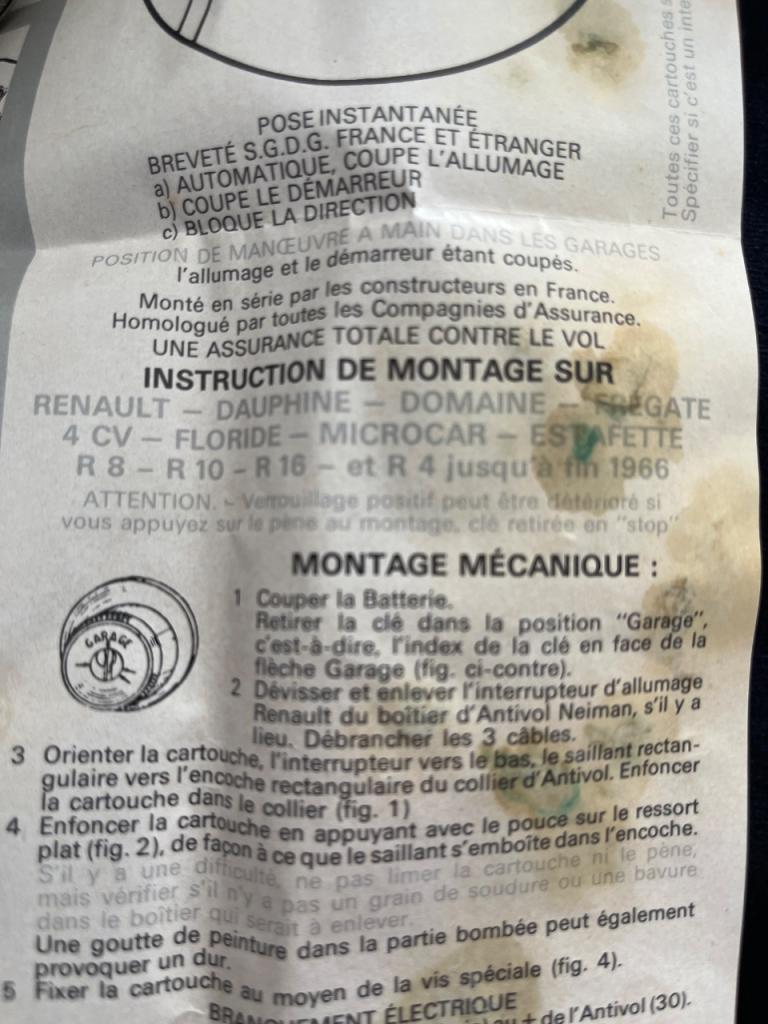 Toutes ces cartouches s
Spécifier si c'est un inte
POSE INSTANTANÉE
BREVETÉ S.G.D.G. FRANCE ET ÉTRANGER
a) AUTOMATIQUE, COUPE L'ALLUMAGE
b) COUPE LE DÉMARREUR
c) BLOQUE LA DIRECTION
POSITION DE MANŒUVRE A MAIN DANS LES GARAGES
l'allumage et le démarreur étant coupés.
Monté en série par les constructeurs en France.
Homologué par toutes les Compagnies d'Assurance.
UNE ASSURANCE TOTALE CONTRE LE VOL
INSTRUCTION DE MONTAGE SUR
RENAULT — DAUPHINE — DOMAINE — FRÉGATE
4 CV — FLORIDE — MICROCAR — ESTAFETTE
R 8 – R 10 – R 16 – et R 4 jusqu'à fin 1966
ATTENTION. - Verrouillage positif peut être détérioré si
vous appuyez sur le pène au montage, clé retirée en "stop"
MONTAGE MÉCANIQUE :
GARAGE
1 Couper la Batterie.
Retirer la clé dans la position "Garage",
c'est-à-dire, l'index de la clé en face de la
flèche Garage (fig. ci-contre).
2 Dévisser et enlever l'interrupteur d'allumage
Renault du boîtier d'Antivol Neiman, s'il y a
lieu. Débrancher les 3 câbles.
3 Orienter la cartouche, l'interrupteur vers le bas, le saillant rectan-
gulaire vers l'encoche rectangulaire du collier d'Antivol. Enfoncer
la cartouche dans le collier (fig. 1)
4 Enfoncer la cartouche en appuyant avec le pouce sur le ressort
plat (fig. 2), de façon à ce que le saillant s'emboîte dans l'encoche.
S'il y a une difficulté, ne pas limer la cartouche ni le pène,
mais vérifier s'il n'y a pas un grain de soudure ou une bavure
dans le boîtier qui serait à enlever.
Une goutte de peinture dans la partie bombée peut également
provoquer un dur.
5 Fixer la cartouche au moyen de la vis spéciale (fig. 4).
BRANCHEMENT ÉLECTRIQUE
au + de l'Antivol (30).